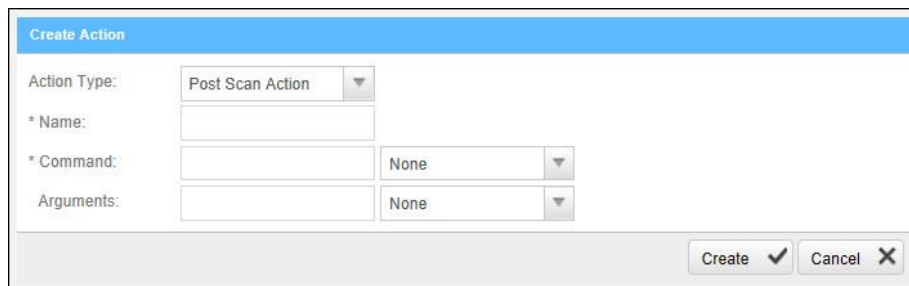 Create Action
Action Type: Post Scan Action
* Name:
* Command: None
Arguments: None
Create Cancel